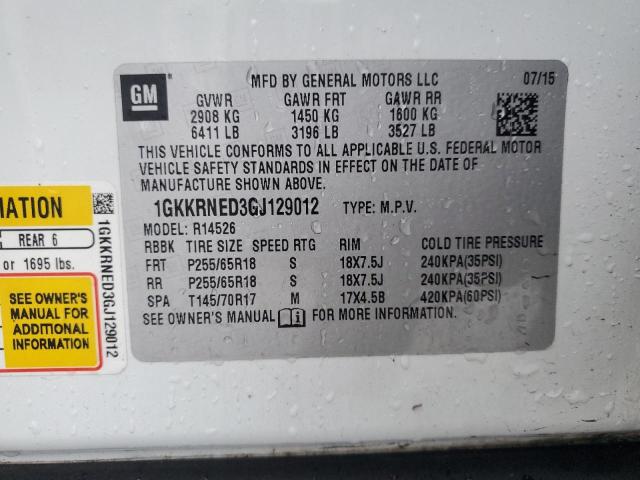 GM
MFD BY GENERAL MOTORS LLC 07/15
GVWR GAWR FRT GAWR RR
2908 KG 1450 KG 1600 KG
6411 LB 3196 LB 3527 LB
THIS VEHICLE CONFORMS TO ALL APPLICABLE U.S. FEDERAL MOTOR
VEHICLE SAFETY STANDARDS IN EFFECT ON THE DATE OF
MANUFACTURE SHOWN ABOVE.
1GKKRNED3GJ129012 TYPE: M.P.V.
MODEL: R14526
RBBK TIRE SIZE SPEED RTG RIM COLD TIRE PRESSURE
FRT P255/65R18 S 18X7.5J 240KPA(35PSI)
RR P255/65R18 S 18X7.5J 240KPA(35PSI)
SPA T145/70R17 M 17X4.5B 420KPA(60PSI)
SEE OWNER'S MANUAL FOR MORE INFORMATION.
MATION
REAR 6
or 1695 lbs.
SEE OWNER'S
MANUAL FOR
ADDITIONAL
INFORMATION
1GKKRNED3GJ129012